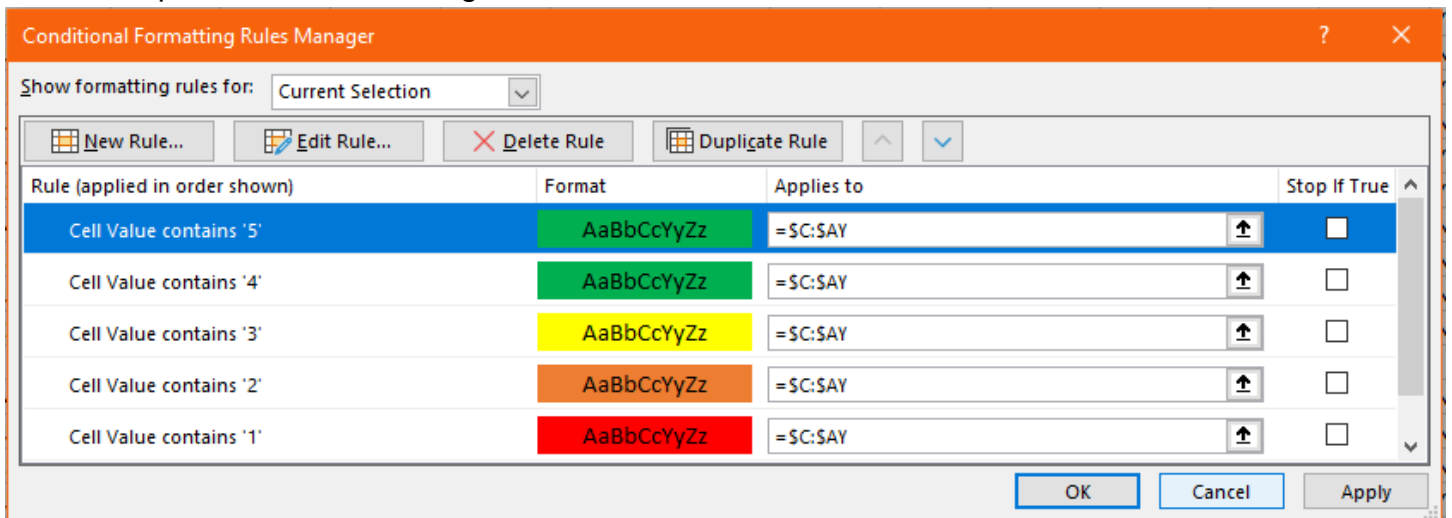 Conditional Formatting Rules Manager ?
Show formatting rules for: Current Selection
New Rule... Edit Rule... Delete Rule Duplicate Rule
Rule (applied in order shown) Format Applies to Stop If True
Cell Value contains '5' AaBbCcYyZz =$C:$AY
Cell Value contains '4' AaBbCcYyZz =$C:$AY
Cell Value contains '3' AaBbCcYyZz =$C:$AY
Cell Value contains '2' AaBbCcYyZz =$C:$AY
Cell Value contains '1' AaBbCcYyZz =$C:$AY
OK Cancel Apply